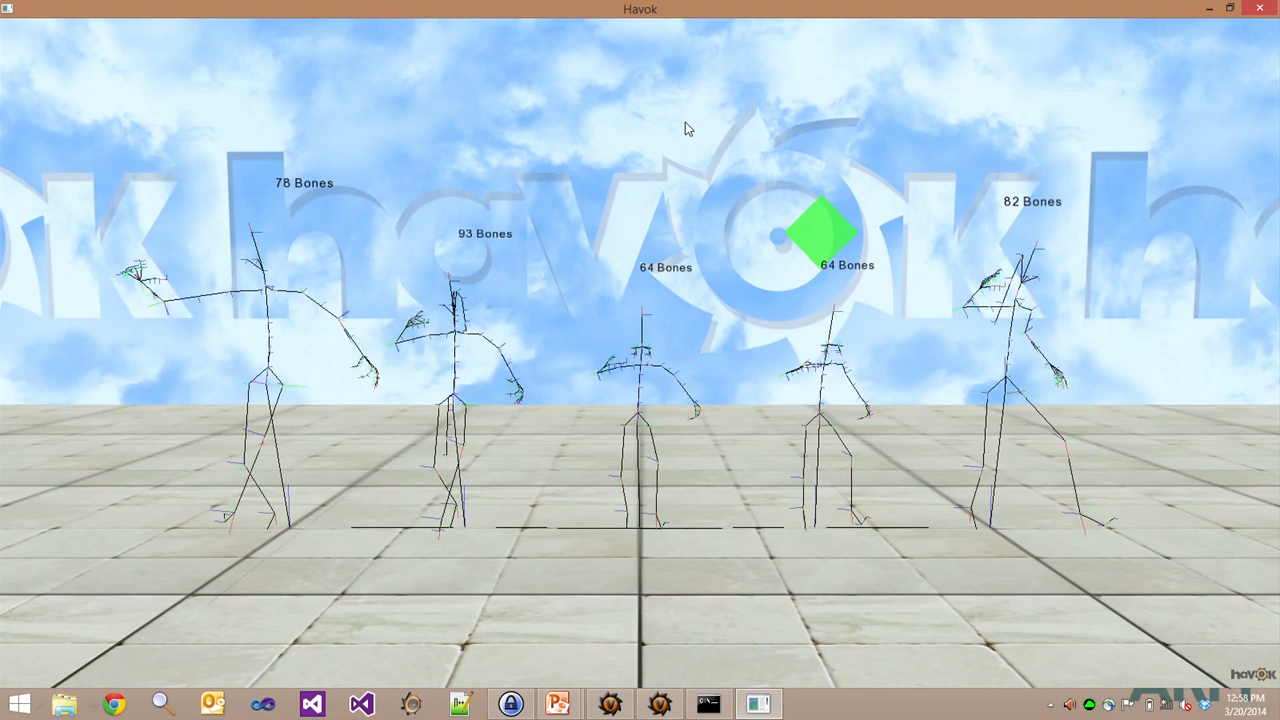 Havok
havok
78 Bones
93 Bones
64 Bones
64 Bones
82 Bones
havok
12:58 PM
3/20/2014